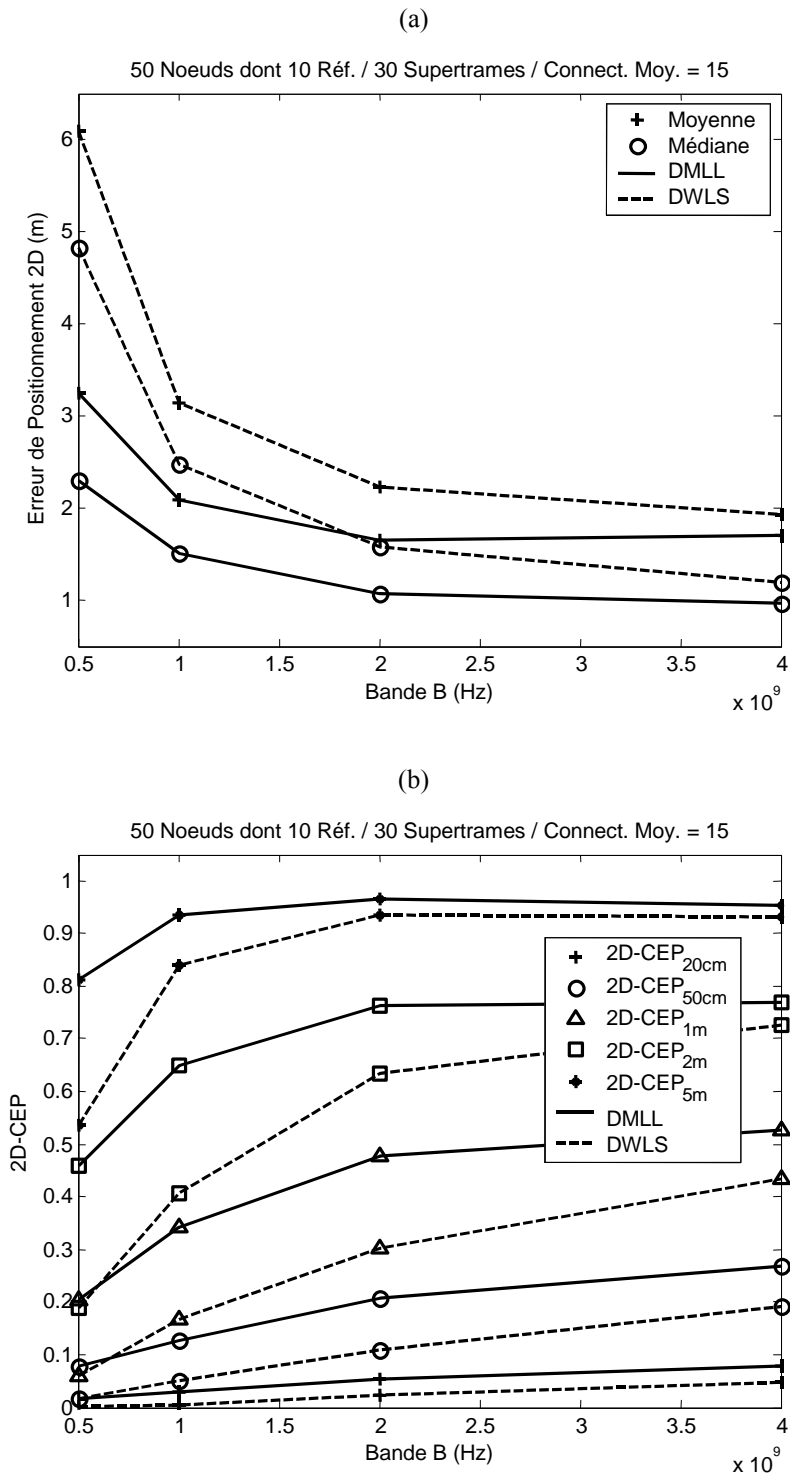 (a)
50 Noeuds dont 10 Réf. / 30 Supertrames / Connect. Moy. = 15
Moyenne
Médiane
DMLL
DWLS
6
5
4
3
2
1
Erreur de Positionnement 2D (m)
0.5 1 1.5 2 2.5 3 3.5 4
Bande B (Hz)
x 10^9
(b)
50 Noeuds dont 10 Réf. / 30 Supertrames / Connect. Moy. = 15
1
0.9
0.8
0.7
0.6
0.5
0.4
0.3
0.2
0.1
0
2D-CEP
2D-CEP20cm
2D-CEP50cm
2D-CEP1m
2D-CEP2m
2D-CEP5m
DMLL
DWLS
0.5 1 1.5 2 2.5 3 3.5 4
Bande B (Hz)
x 10^9